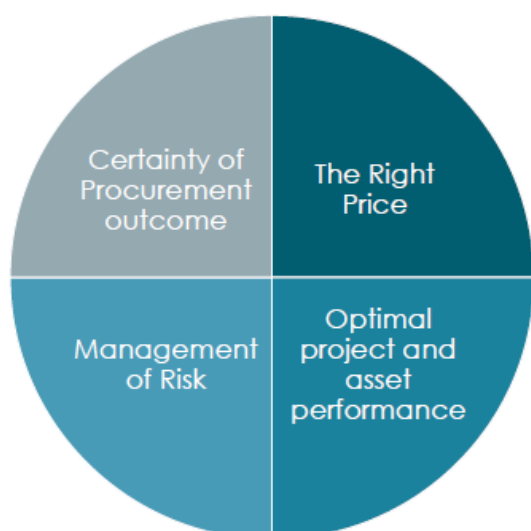 Certainty of
Procurement
outcome
The Right
Price
Management
of Risk
Optimal
project and
asset
performance